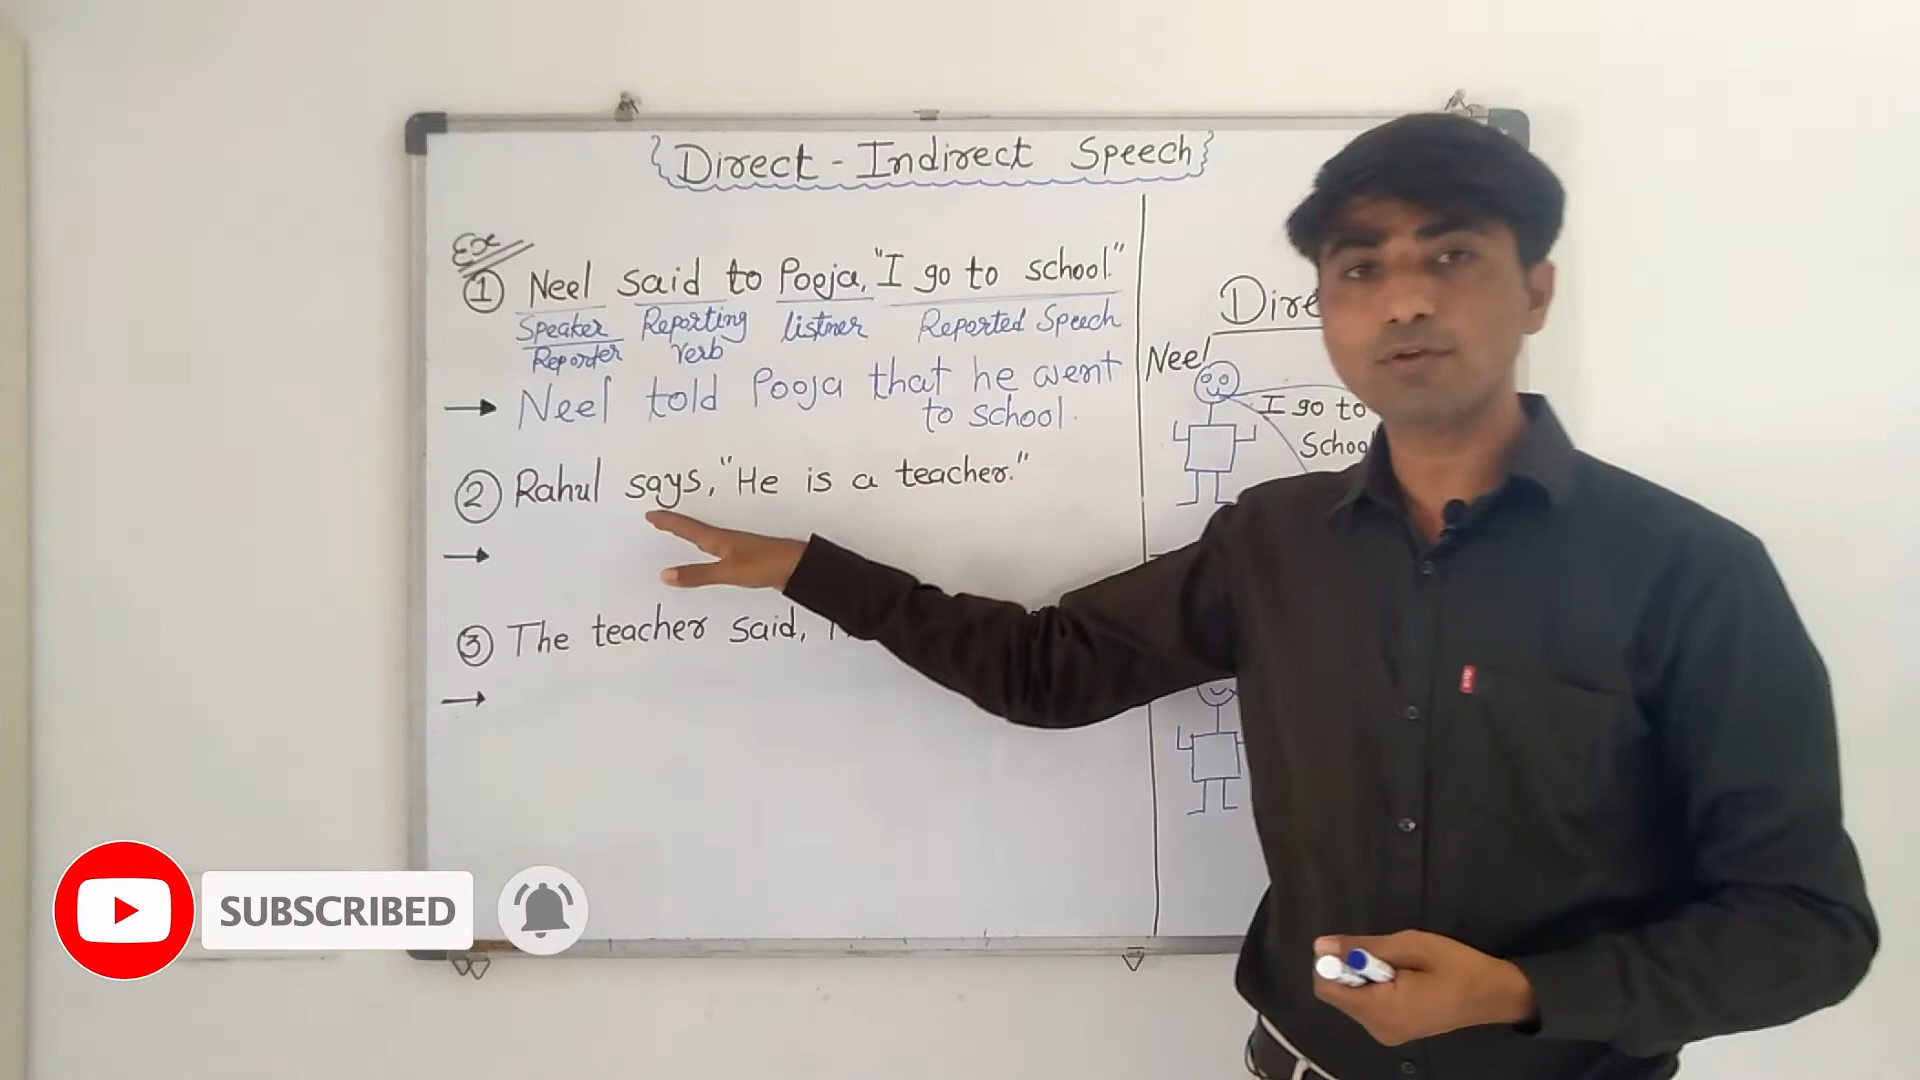 Direct - Indirect Speech
Ex
1 Neel said to Pooja, "I go to school."
Speaker Reporting listner Reported Speech
Reporder verb
→ Neel told Pooja that he went
to school.
2 Rahul says, "He is a teacher."
→
3 The teacher said,
→
Dire
Neel
I go to
School
SUBSCRIBED